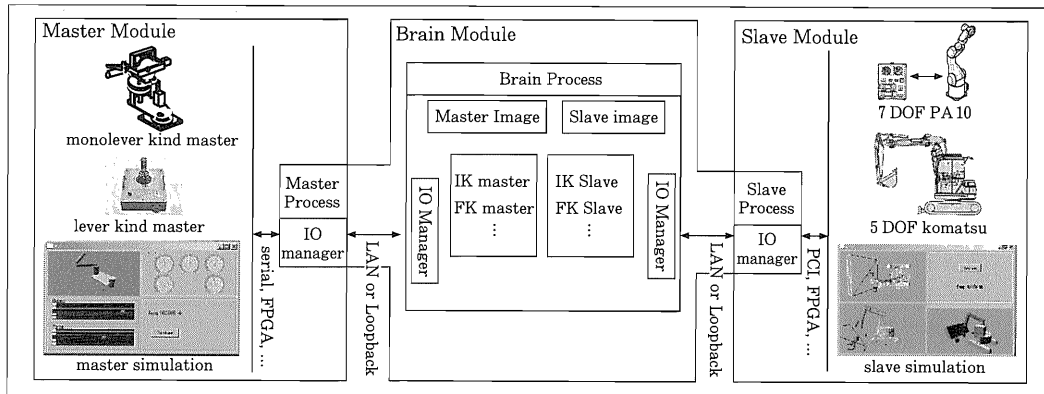 Master Module
monolever kind master
lever kind master
master simulation
serial, FPGA, ...
Master
Process
IO
manager
LAN or Loopback
Brain Module
Brain Process
Master Image
Slave image
IO Manager
IK master
FK master
...
IK Slave
FK Slave
...
IO Manager
LAN or Loopback
Slave
Process
IO
manager
PCI, FPGA, ...
Slave Module
7 DOF PA 10
5 DOF komatsu
slave simulation